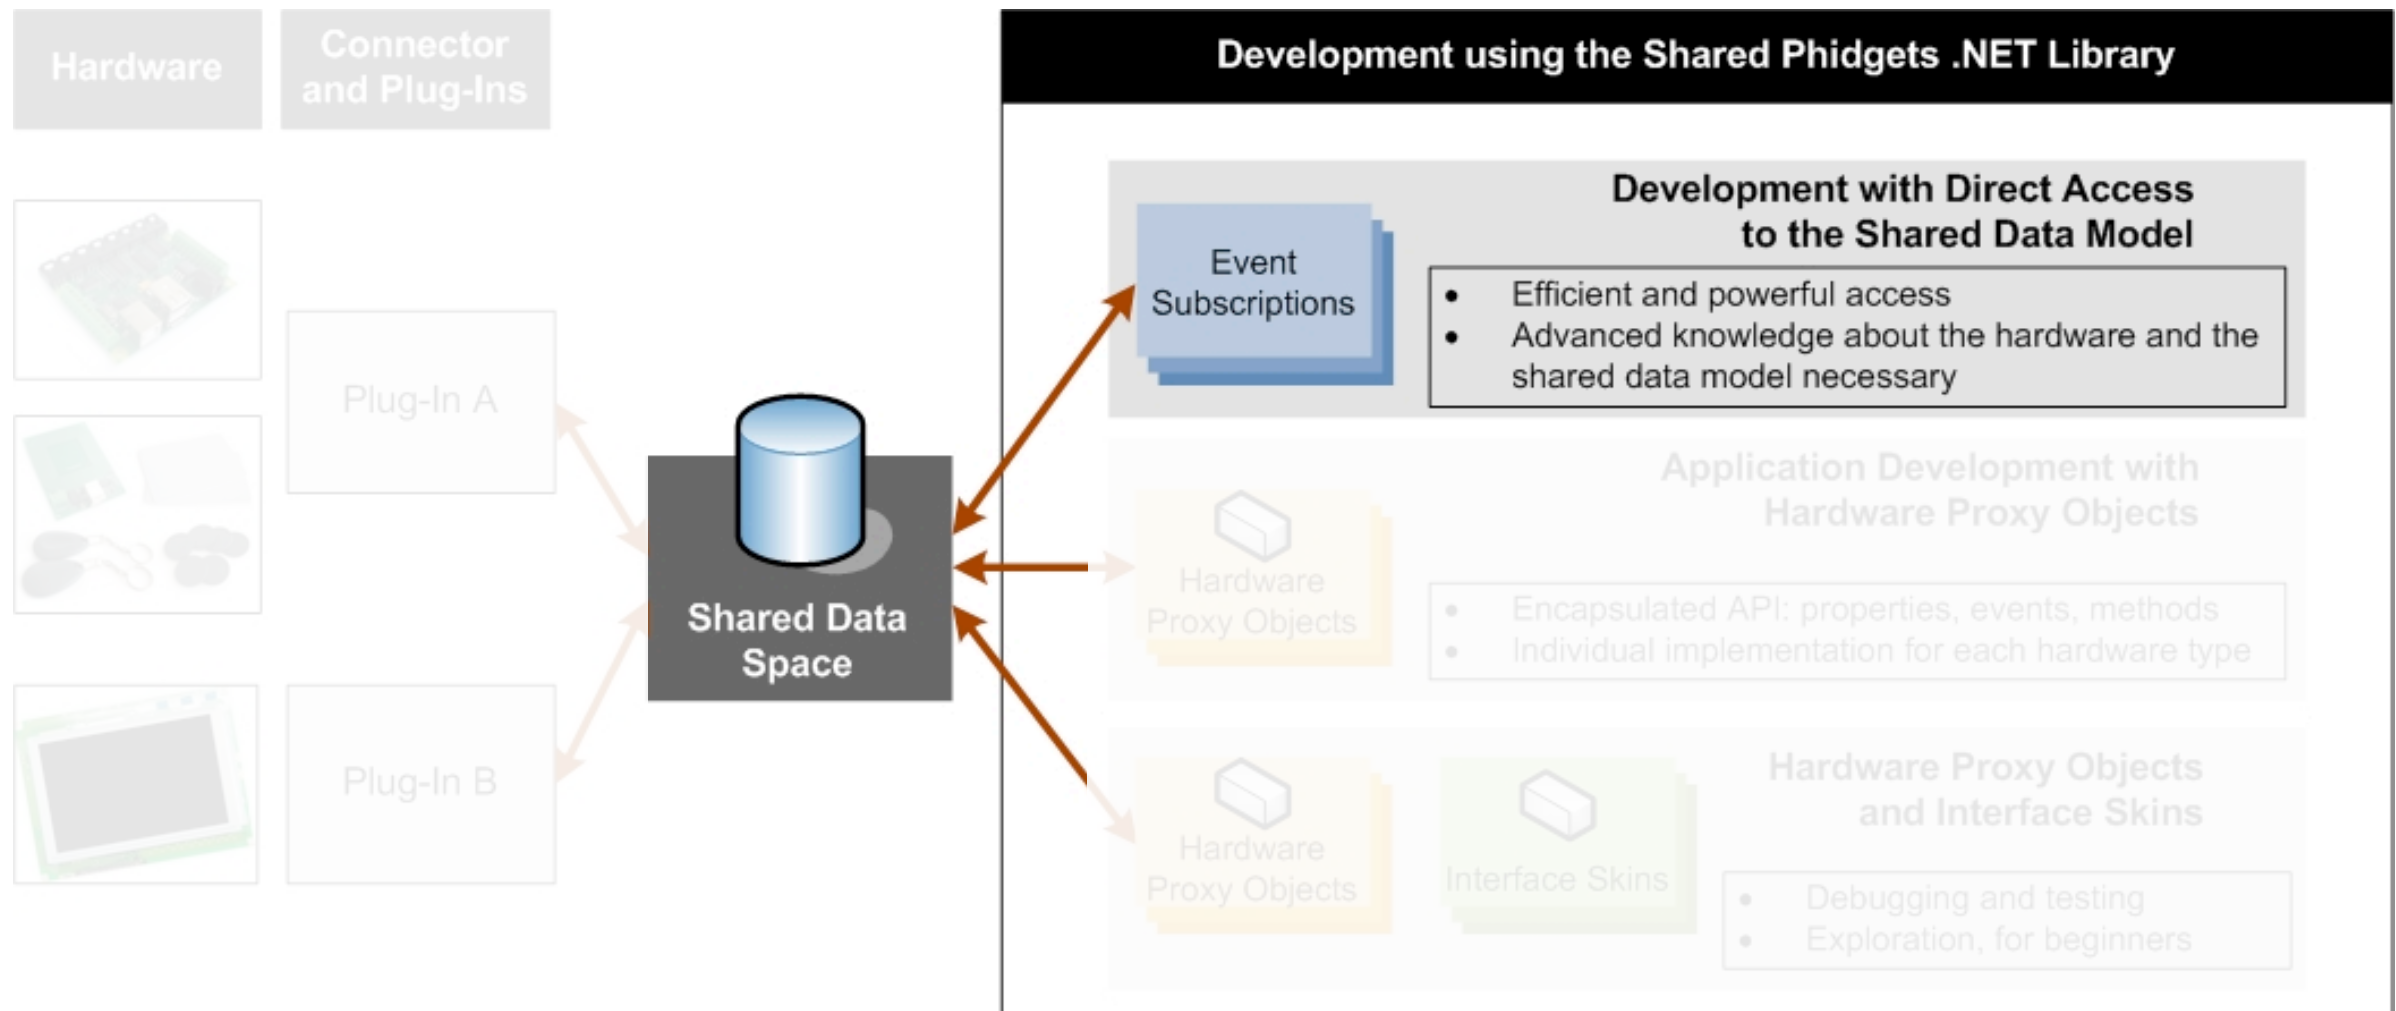 Hardware
Connector
and Plug-Ins
Plug-In A
Plug-In B
Shared Data
Space
Development using the Shared Phidgets .NET Library
Development with Direct Access
to the Shared Data Model
Event
Subscriptions
• Efficient and powerful access
• Advanced knowledge about the hardware and the
shared data model necessary
Application Development with
Hardware Proxy Objects
Hardware
Proxy Objects
• Encapsulated API: properties, events, methods
• Individual implementation for each hardware type
Hardware Proxy Objects
and Interface Skins
Hardware
Proxy Objects
Interface Skins
• Debugging and testing
• Exploration, for beginners